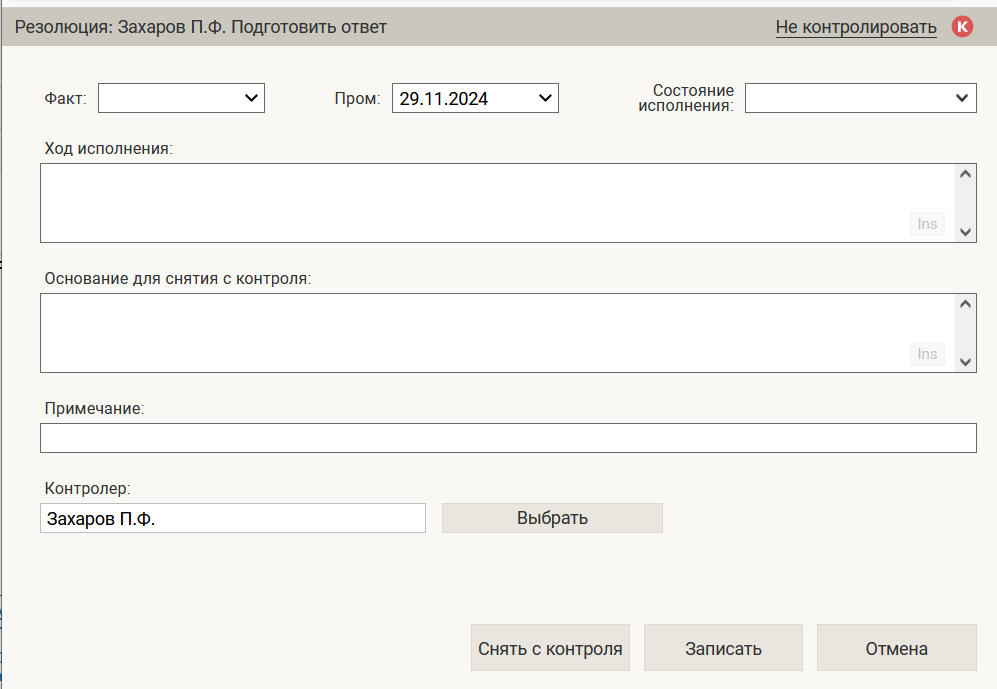 Резолюция: Захаров П.Ф. Подготовить ответ
Не контролировать К
Факт:
Пром: 29.11.2024
Состояние
исполнения:
Ход исполнения:
Ins
Основание для снятия с контроля:
Ins
Примечание:
Контролер:
Захаров П.Ф. Выбрать
Снять с контроля Записать Отмена